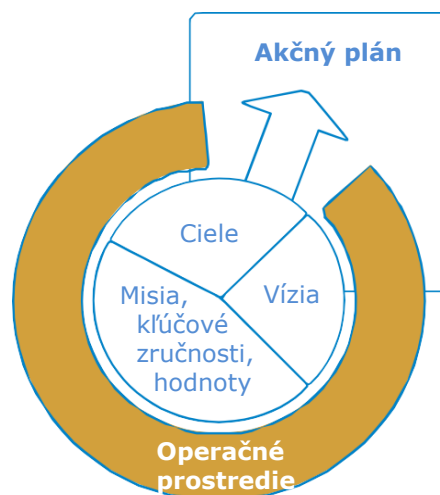 Akčný plán
Ciele
Vízia
Misia,
kľúčové
zručnosti,
hodnoty
Operačné
prostredie